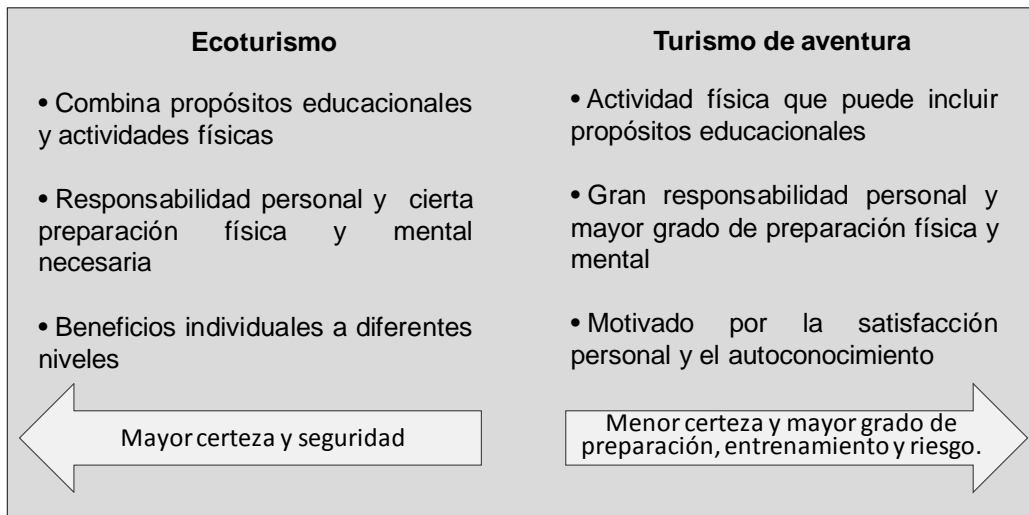 Ecoturismo
• Combina propósitos educacionales
y actividades físicas
• Responsabilidad personal y cierta
preparación física y mental
necesaria
• Beneficios individuales a diferentes
niveles
Mayor certeza y seguridad
Turismo de aventura
• Actividad física que puede incluir
propósitos educacionales
• Gran responsabilidad personal y
mayor grado de preparación física y
mental
• Motivado por la satisfacción
personal y el autoconocimiento
Menor certeza y mayor grado de
preparación, entrenamiento y riesgo.